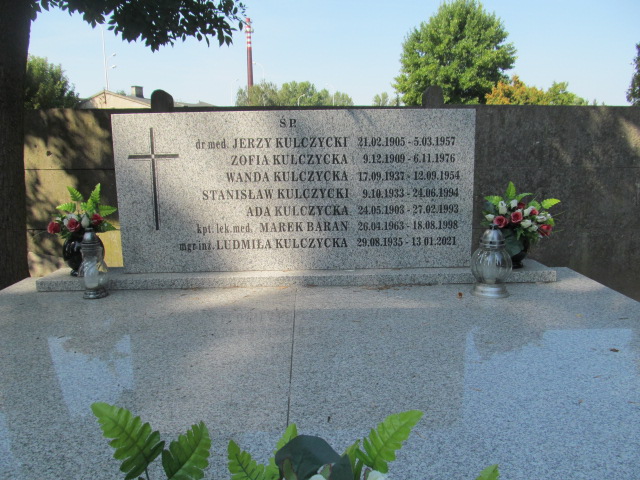 Ś.P.
dr med. JERZY KULCZYCKI 21.02.1905 - 5.03.1957
ZOFIA KULCZYCKA 9.12.1909 - 6.11.1976
WANDA KULCZYCKA 17.09.1937 - 12.09.1954
STANISŁAW KULCZYCKI 9.10.1933 - 24.06.1994
ADA KULCZYCKA 24.05.1903 - 27.02.1993
kpt. lek. med. MAREK BARAN 26.04.1963 - 18.08.1998
mgr inż. LUDMIŁA KULCZYCKA 29.08.1935 - 13.01.2021